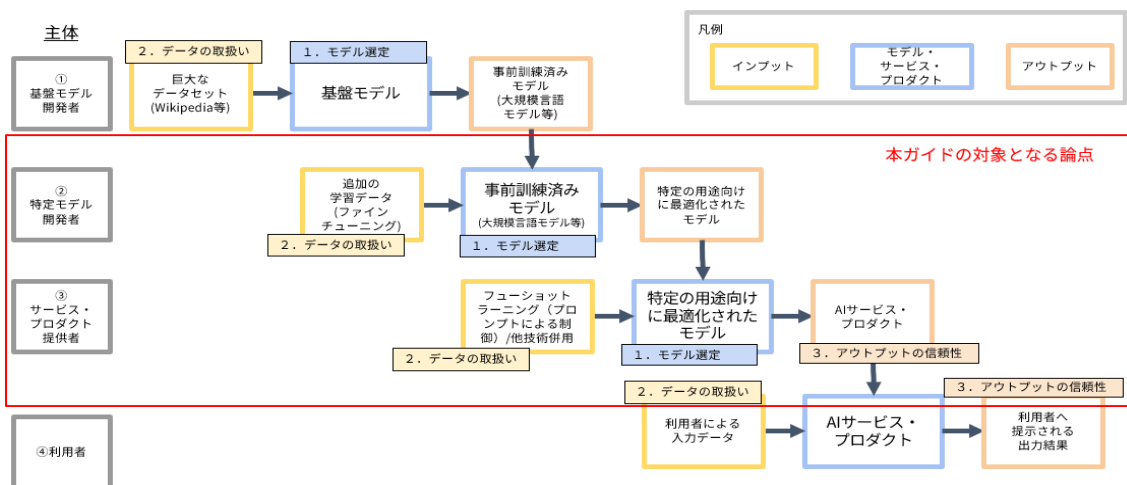 主体
凡例
インプット
モデル・
サービス・
プロダクト
アウトプット
①
基盤モデル
開発者
２．データの取扱い
巨大な
データセット
(Wikipedia等)
１．モデル選定
基盤モデル
事前訓練済み
モデル
(大規模言語
モデル等)
本ガイドの対象となる論点
②
特定モデル
開発者
追加の
学習データ
(ファイン
チューニング)
２．データの取扱い
事前訓練済み
モデル
(大規模言語モデル等)
１．モデル選定
特定の用途向け
に最適化された
モデル
③
サービス・
プロダクト
提供者
フューショット
ラーニング（プロ
ンプトによる制
御）/他技術併用
２．データの取扱い
特定の用途向け
に最適化された
モデル
１．モデル選定
AIサービス・
プロダクト
３．アウトプットの信頼性
④利用者
２．データの取扱い
利用者による
入力データ
AIサービス・
プロダクト
３．アウトプットの信頼性
利用者へ
提示される
出力結果